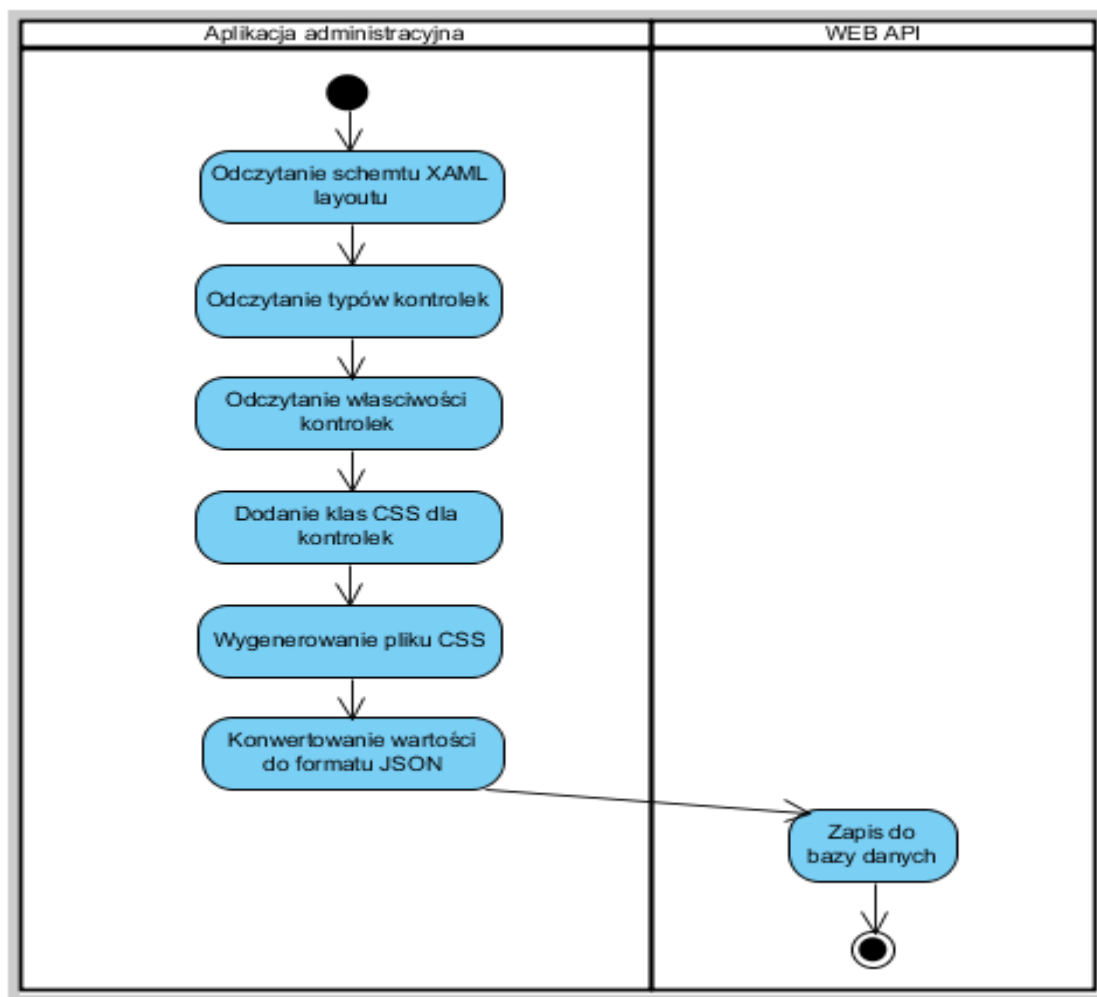 Aplikacja administracyjna
WEB API
Odczytanie schemtu XAML
layoutu
Odczytanie typów kontrolek
Odczytanie własciwości
kontrolek
Dodanie klas CSS dla
kontrolek
Wygenerowanie pliku CSS
Konwertowanie wartości
do formatu JSON
Zapis do
bazy danych